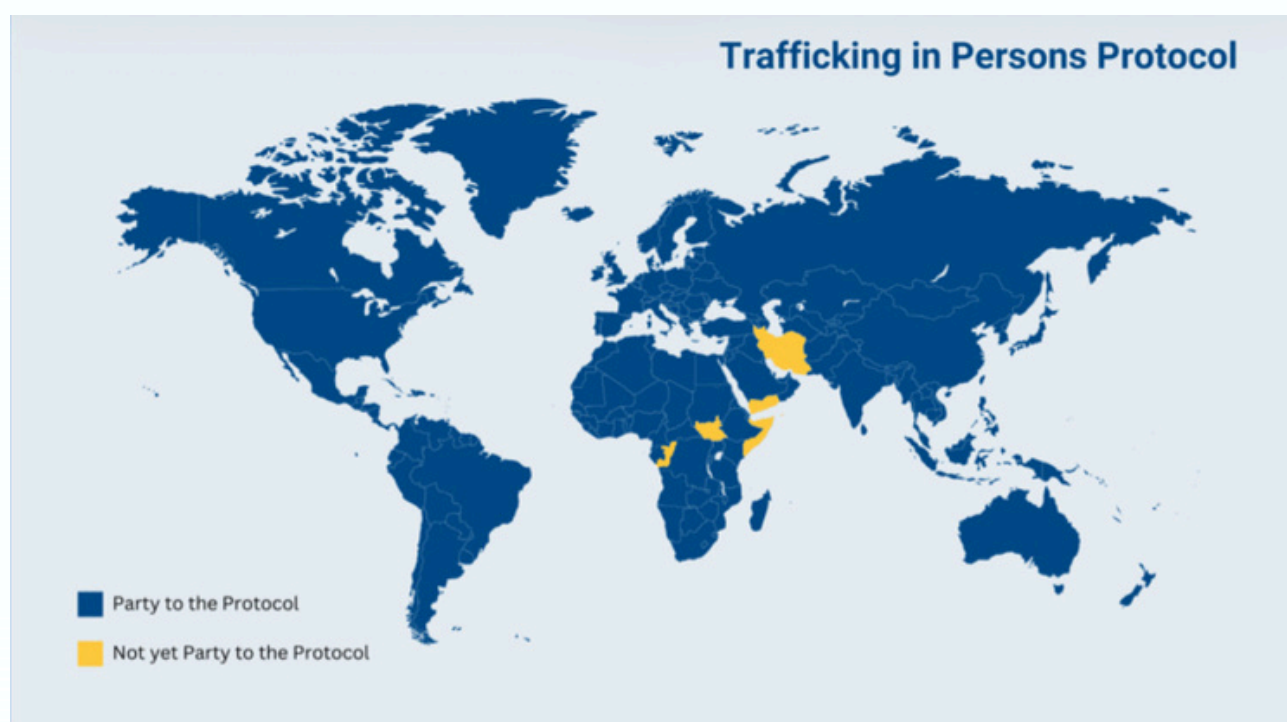 Trafficking in Persons Protocol
Party to the Protocol
Not yet Party to the Protocol